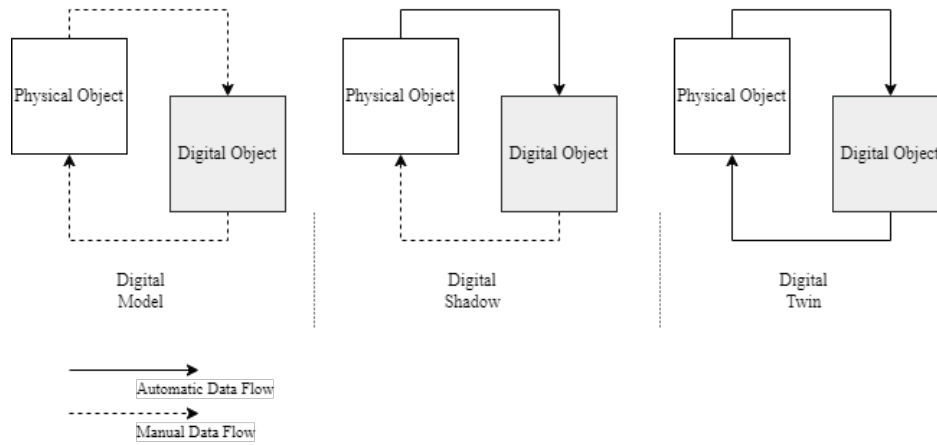 Physical Object
Digital Object
Physical Object
Digital Object
Physical Object
Digital Object
Digital
Model
Digital
Shadow
Digital
Twin
Automatic Data Flow
Manual Data Flow